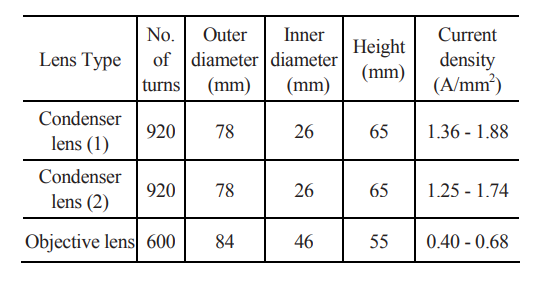 Lens Type No. of turns Outer diameter (mm) Inner diameter (mm) Height (mm) Current density (A/mm²)
Condenser lens (1) 920 78 26 65 1.36 - 1.88
Condenser lens (2) 920 78 26 65 1.25 - 1.74
Objective lens 600 84 46 55 0.40 - 0.68